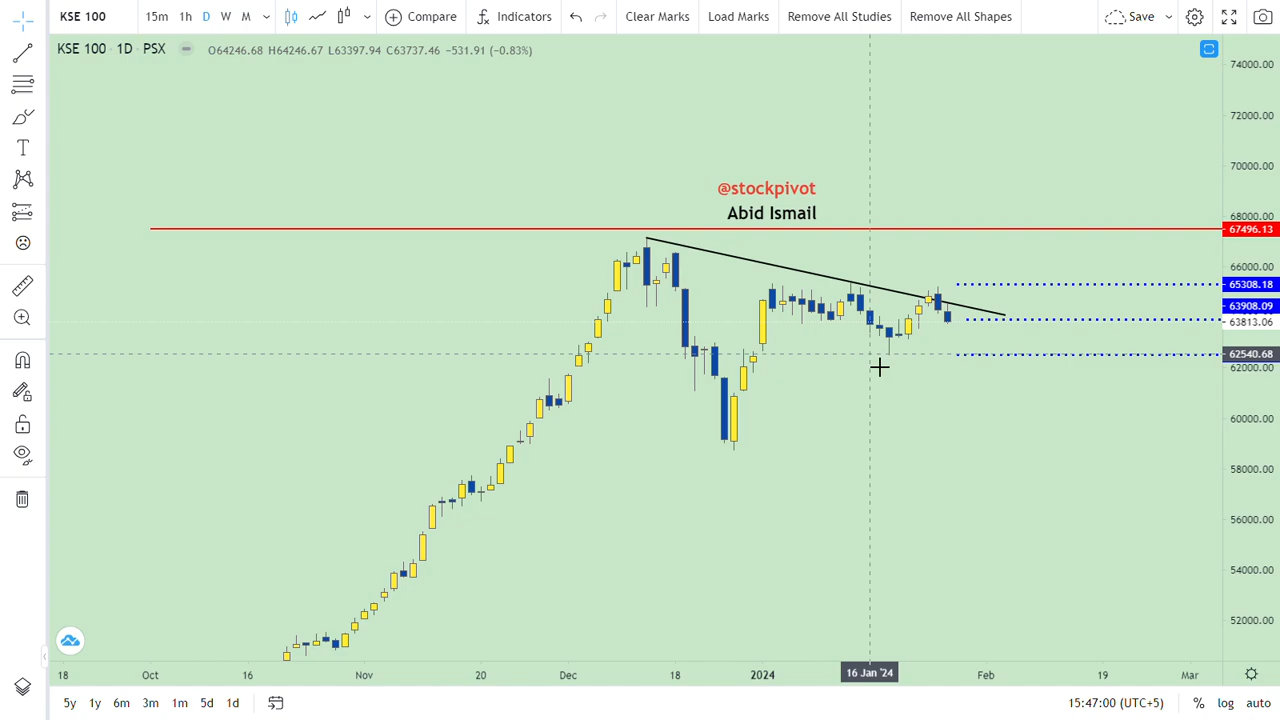 KSE 100 15m 1h D W M Compare Indicators Clear Marks Load Marks Remove All Studies Remove All Shapes Save
KSE 100 · 1D · PSX O64246.68 H64246.67 L63397.94 C63737.46 −531.91 (−0.83%)
74000.00
72000.00
70000.00
@stockpivot
Abid Ismail
68000.00
67496.13
66000.00
65308.18
63908.09
63813.06
62540.68
62000.00
60000.00
58000.00
56000.00
54000.00
52000.00
18 Oct 16 Nov 20 Dec 18 2024 16 Jan '24 Feb 19 Mar
5y 1y 6m 3m 1m 5d 1d 15:47:00 (UTC+5) % log auto